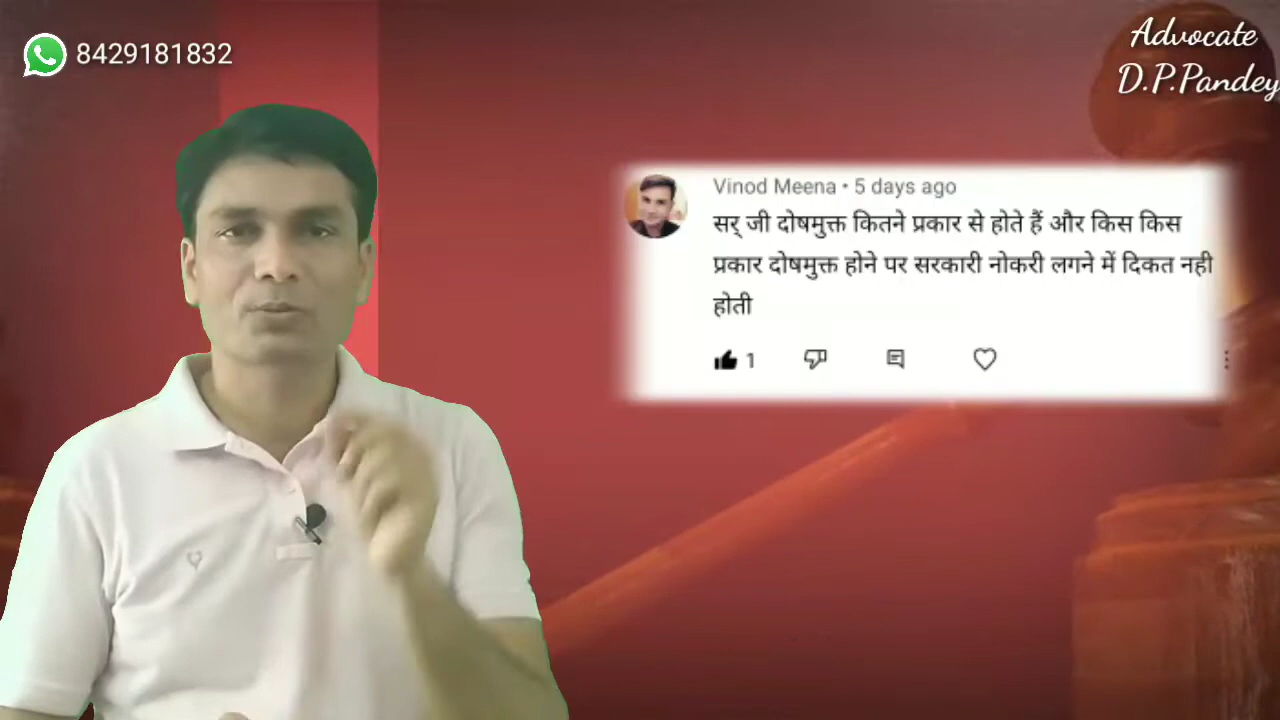 8429181832
Advocate
D.P.Pandey
Vinod Meena • 5 days ago
सर् जी दोषमुक्त कितने प्रकार से होते हैं और किस किस
प्रकार दोषमुक्त होने पर सरकारी नोकरी लगने में दिकत नही
होती
1